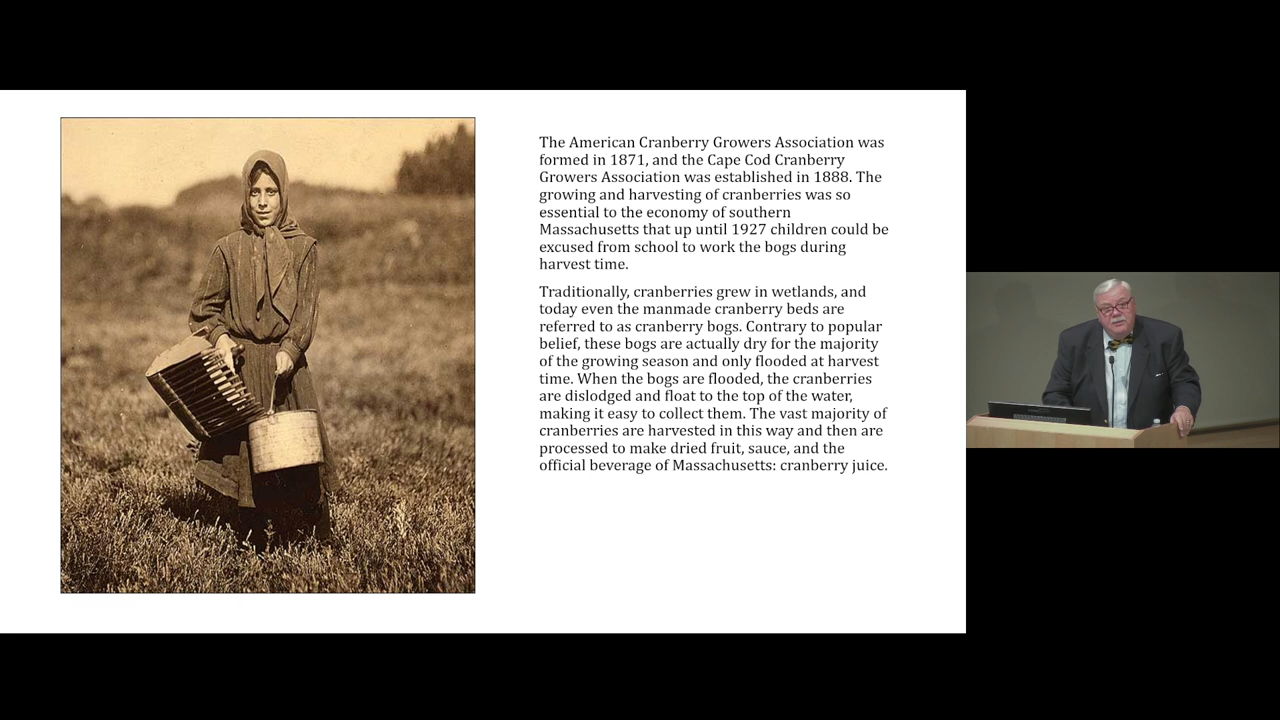 The American Cranberry Growers Association was
formed in 1871, and the Cape Cod Cranberry
Growers Association was established in 1888. The
growing and harvesting of cranberries was so
essential to the economy of southern
Massachusetts that up until 1927 children could be
excused from school to work the bogs during
harvest time.
Traditionally, cranberries grew in wetlands, and
today even the manmade cranberry beds are
referred to as cranberry bogs. Contrary to popular
belief, these bogs are actually dry for the majority
of the growing season and only flooded at harvest
time. When the bogs are flooded, the cranberries
are dislodged and float to the top of the water,
making it easy to collect them. The vast majority of
cranberries are harvested in this way and then are
processed to make dried fruit, sauce, and the
official beverage of Massachusetts: cranberry juice.